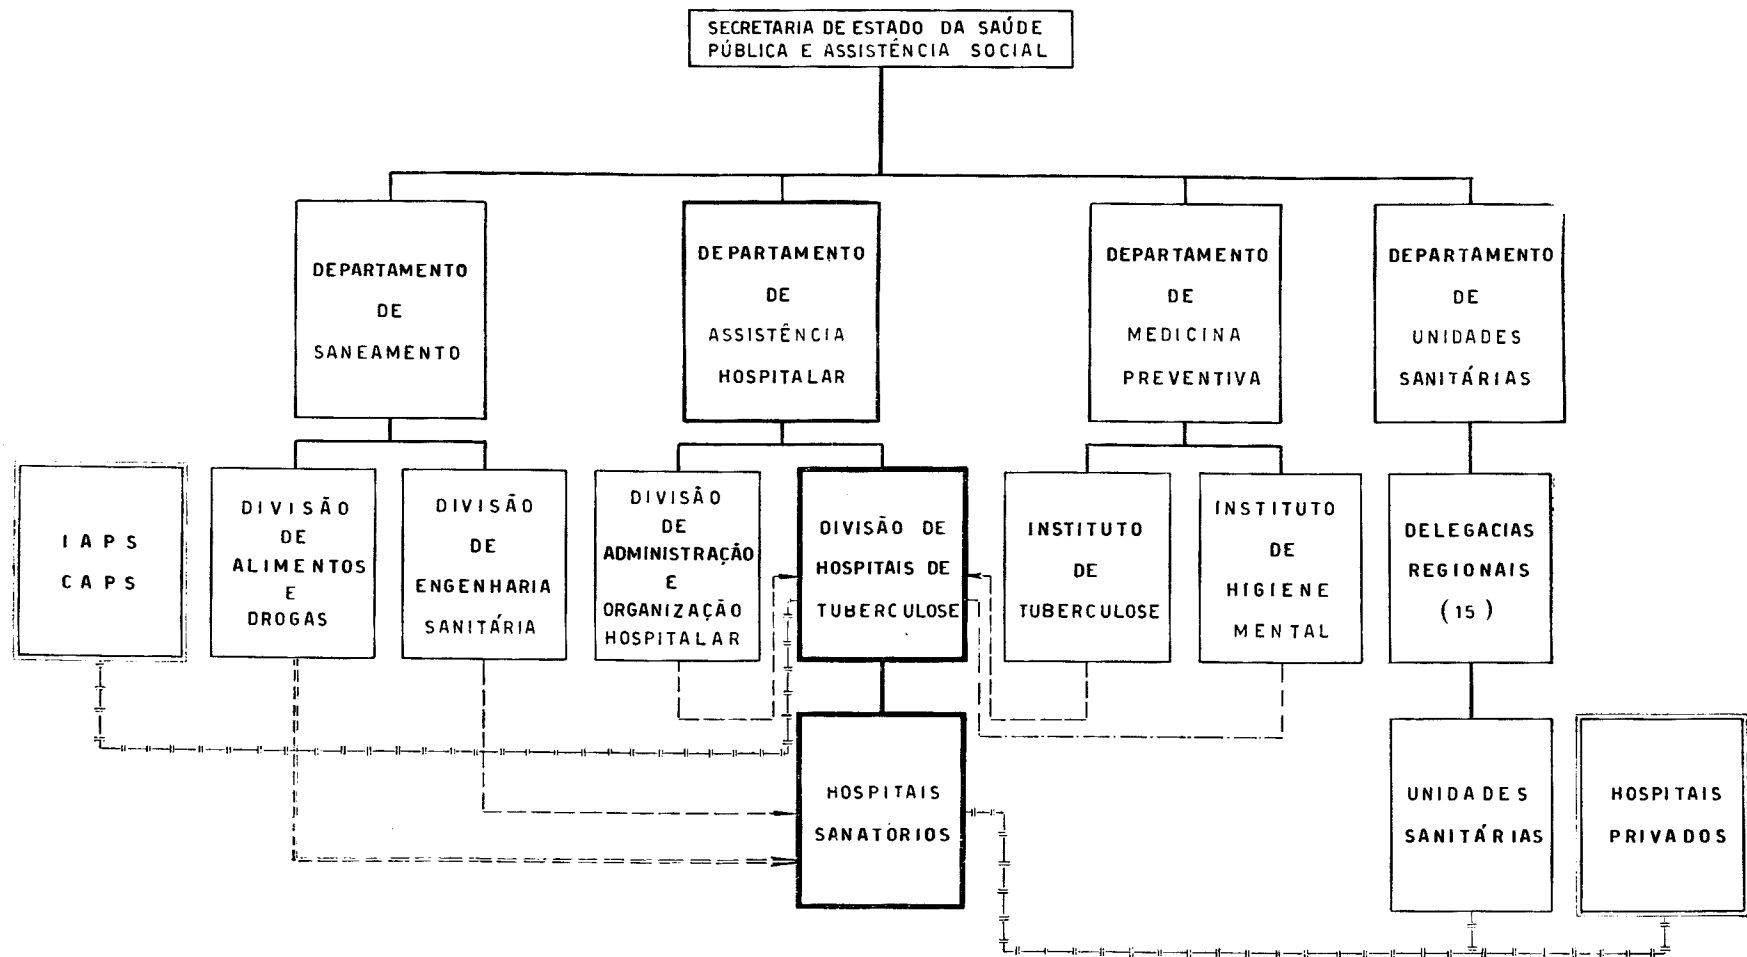 SECRETARIA DE ESTADO DA SAÚDE
PÚBLICA E ASSISTÊNCIA SOCIAL
DEPARTAMENTO
DE
SANEAMENTO
DEPARTAMENTO
DE
ASSISTÊNCIA
HOSPITALAR
DEPARTAMENTO
DE
MEDICINA
PREVENTIVA
DEPARTAMENTO
DE
UNIDADES
SANITÁRIAS
IAPS
CAPS
DIVISÃO
DE
ALIMENTOS
E
DROGAS
DIVISÃO
DE
ENGENHARIA
SANITÁRIA
DIVISÃO
DE
ADMINISTRAÇÃO
E
ORGANIZAÇÃO
HOSPITALAR
DIVISÃO DE
HOSPITAIS DE
TUBERCULOSE
INSTITUTO
DE
TUBERCULOSE
INSTITUTO
DE
HIGIENE
MENTAL
DELEGACIAS
REGIONAIS
(15)
HOSPITAIS
SANATÓRIOS
UNIDADES
SANITÁRIAS
HOSPITAIS
PRIVADOS